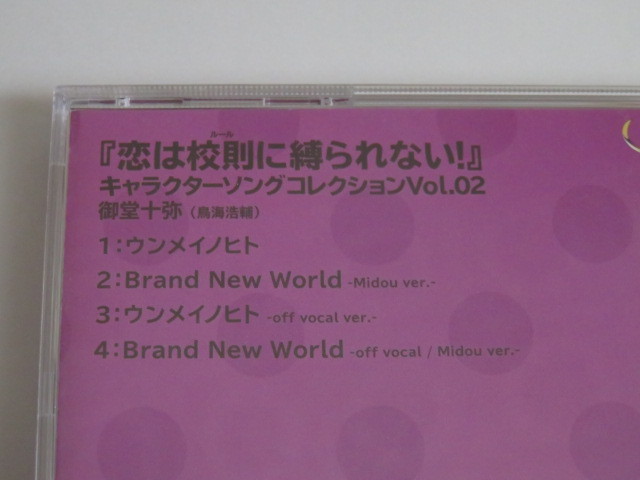 ルール
『恋は校則に縛られない!』
キャラクターソングコレクションVol.02
御堂十弥（鳥海浩輔）
1:ウンメイノヒト
2:Brand New World -Midou ver.-
3:ウンメイノヒト -off vocal ver.-
4:Brand New World -off vocal / Midou ver.-